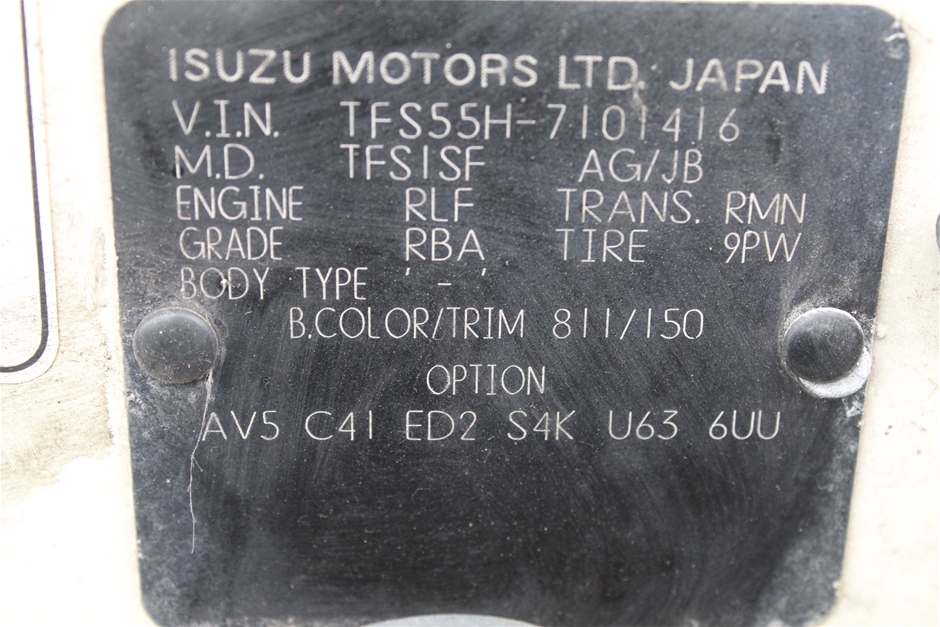 ISUZU MOTORS LTD. JAPAN
V.I.N. TFS55H-7101416
M.D. TFS1SF AG/JB
ENGINE RLF TRANS. RMN
GRADE RBA TIRE 9PW
BODY TYPE ' - '
B.COLOR/TRIM 811/150
OPTION
AV5 C41 ED2 S4K U63 6UU